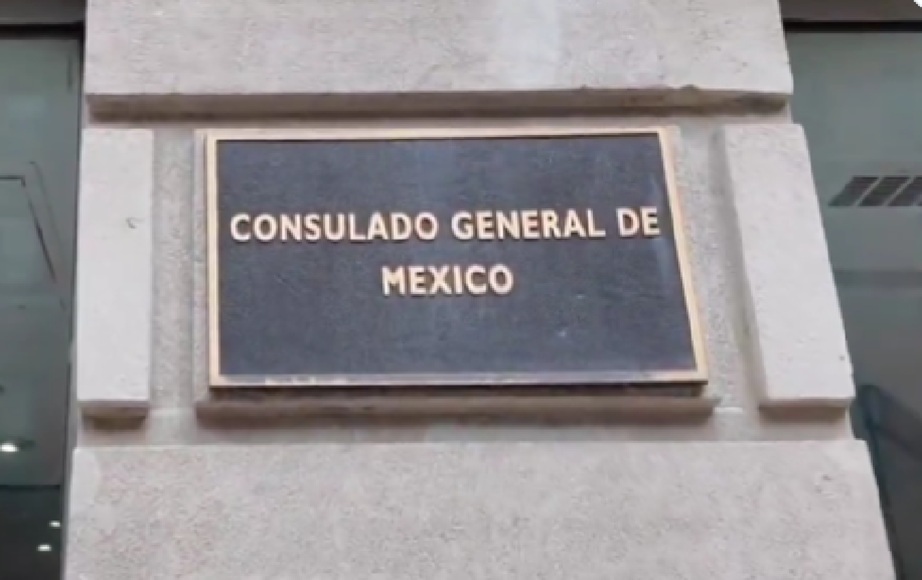 CONSULADO GENERAL DE
MEXICO